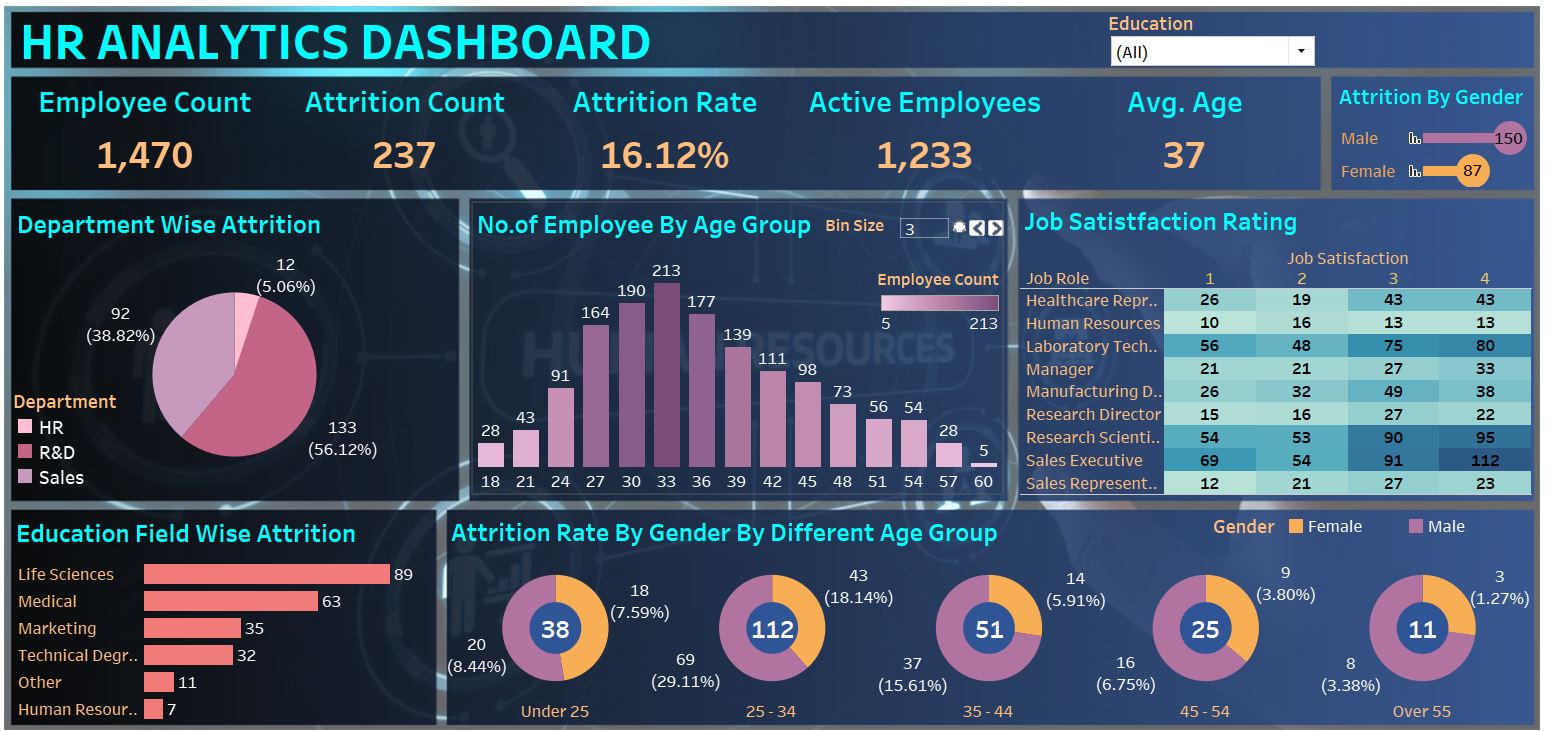 HR ANALYTICS DASHBOARD
Education
(All)
Employee Count
1,470
Attrition Count
237
Attrition Rate
16.12%
Active Employees
1,233
Avg. Age
37
Attrition By Gender
Male 150
Female 87
Department Wise Attrition
12
(5.06%)
92
(38.82%)
133
(56.12%)
Department
HR
R&D
Sales
No.of Employee By Age Group
Bin Size 3
Employee Count
5 213
28 43 91 164 190 213 177 139 111 98 73 56 54 28 5
18 21 24 27 30 33 36 39 42 45 48 51 54 57 60
HUMAN RESOURCES
Job Satistfaction Rating
Job Satisfaction
Job Role 1 2 3 4
Healthcare Repr.. 26 19 43 43
Human Resources 10 16 13 13
Laboratory Tech.. 56 48 75 80
Manager 21 21 27 33
Manufacturing D.. 26 32 49 38
Research Director 15 16 27 22
Research Scienti.. 54 53 90 95
Sales Executive 69 54 91 112
Sales Represent.. 12 21 27 23
Education Field Wise Attrition
Life Sciences 89
Medical 63
Marketing 35
Technical Degr.. 32
Other 11
Human Resour.. 7
Attrition Rate By Gender By Different Age Group
Gender Female Male
38
18
(7.59%)
20
(8.44%)
Under 25
112
43
(18.14%)
69
(29.11%)
25 - 34
51
14
(5.91%)
37
(15.61%)
35 - 44
25
9
(3.80%)
16
(6.75%)
45 - 54
11
3
(1.27%)
8
(3.38%)
Over 55